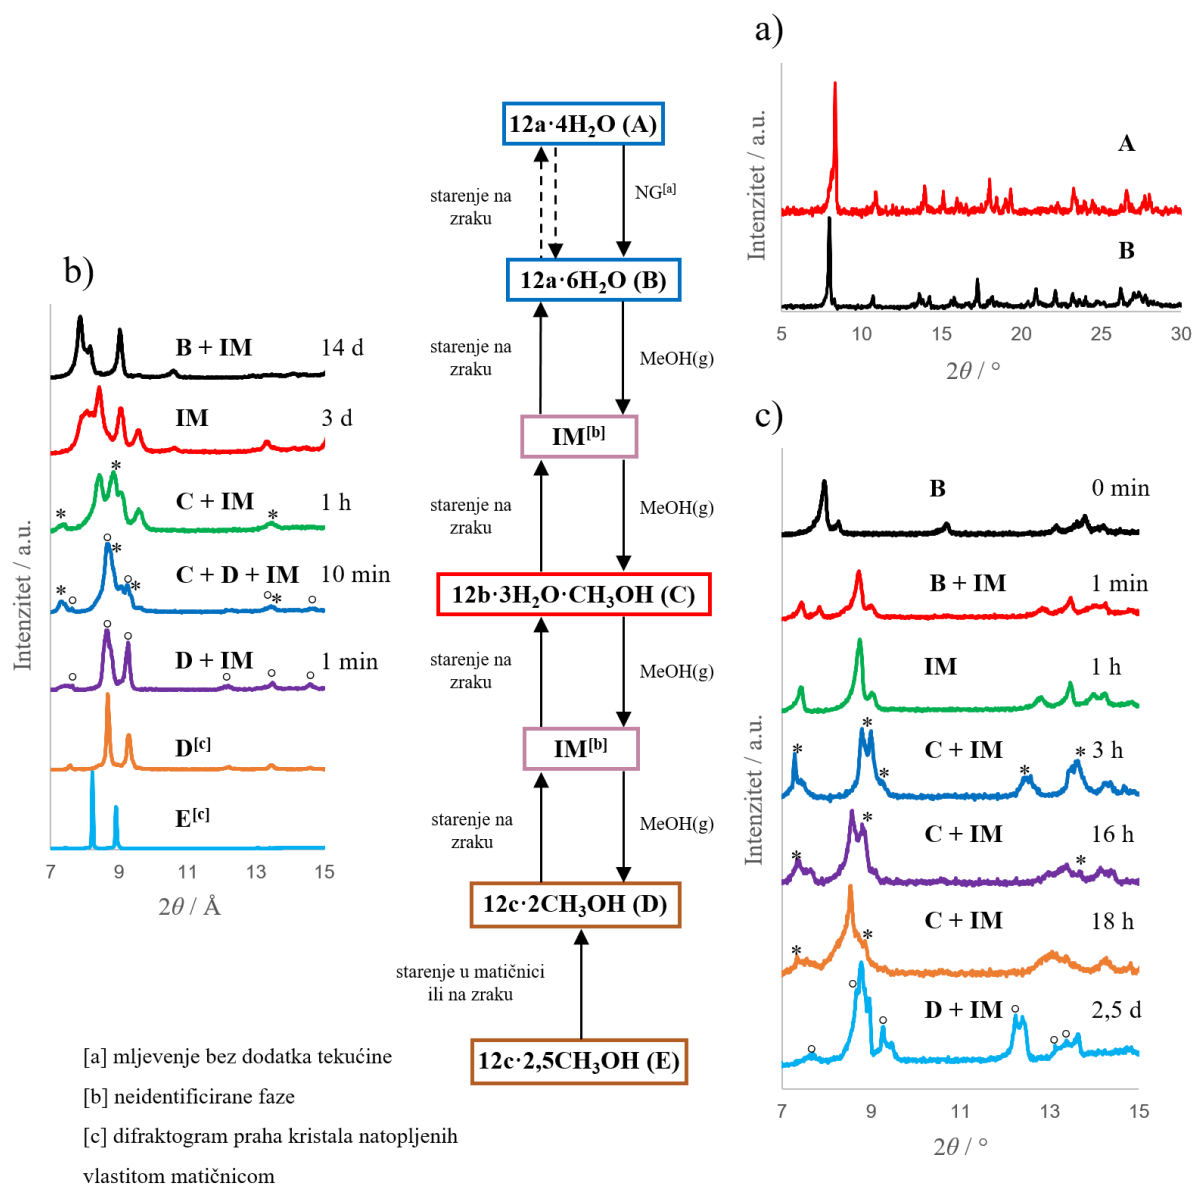 a)
Intenzitet / a.u.
A
B
5
10
15
20
25
30
2θ / °
12a·4H₂O (A)
starenje na
zraku
NG[a]
12a·6H₂O (B)
starenje na
zraku
MeOH(g)
IM[b]
starenje na
zraku
MeOH(g)
12b·3H₂O·CH₃OH (C)
starenje na
zraku
MeOH(g)
IM[b]
starenje na
zraku
MeOH(g)
12c·2CH₃OH (D)
starenje u matičnici
ili na zraku
12c·2,5CH₃OH (E)
b)
Intenzitet / a.u.
B + IM 14 d
IM 3 d
*
C + IM 1 h
* *
° *
C + D + IM 10 min
* ° ° * ° * °
° °
D + IM 1 min
° ° ° °
D[c]
E[c]
7 9 11 13 15
2θ / Å
c)
Intenzitet / a.u.
B 0 min
B + IM 1 min
IM 1 h
C + IM 3 h
* * * * *
C + IM 16 h
* * *
C + IM 18 h
* *
D + IM 2,5 d
° ° ° ° ° °
7 9 11 13 15
2θ / °
[a] mljevenje bez dodatka tekućine
[b] neidentificirane faze
[c] difraktogram praha kristala natopljenih
vlastitom matičnicom